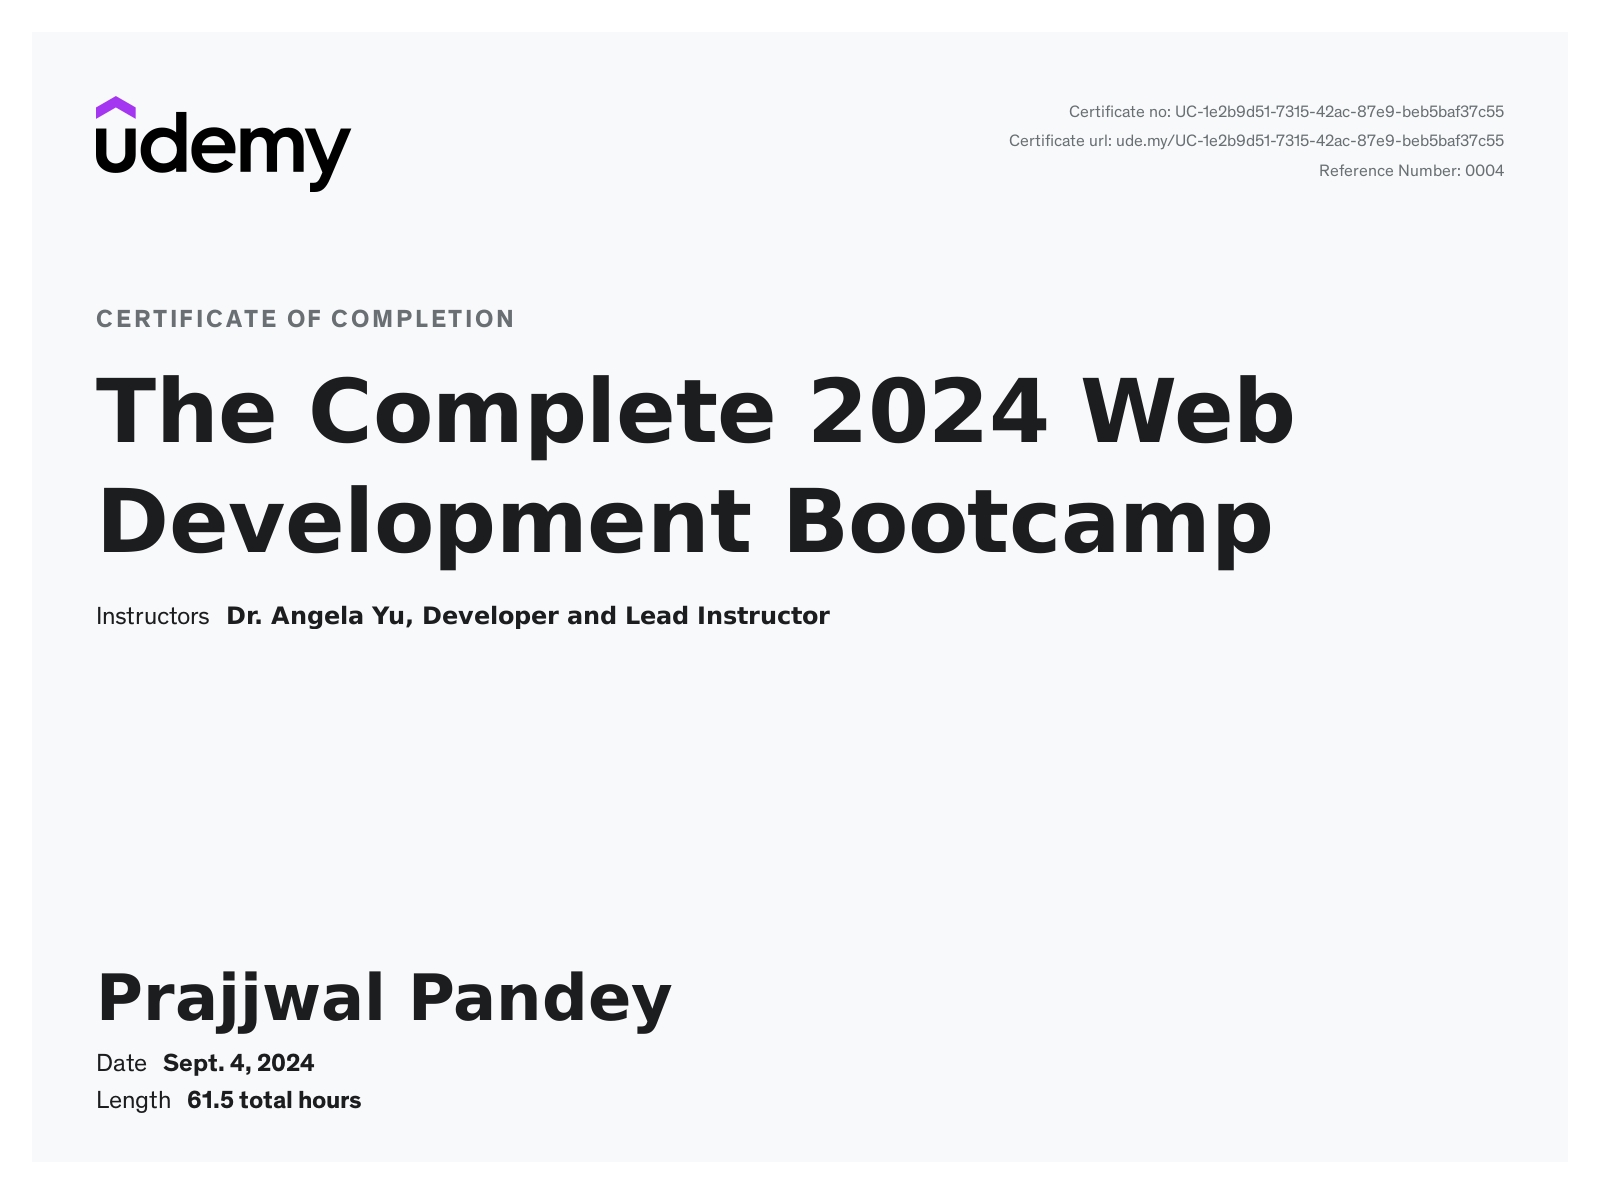 udemy
Certificate no: UC-1e2b9d51-7315-42ac-87e9-beb5baf37c55
Certificate url: ude.my/UC-1e2b9d51-7315-42ac-87e9-beb5baf37c55
Reference Number: 0004
CERTIFICATE OF COMPLETION
The Complete 2024 Web
Development Bootcamp
Instructors Dr. Angela Yu, Developer and Lead Instructor
Prajjwal Pandey
Date Sept. 4, 2024
Length 61.5 total hours